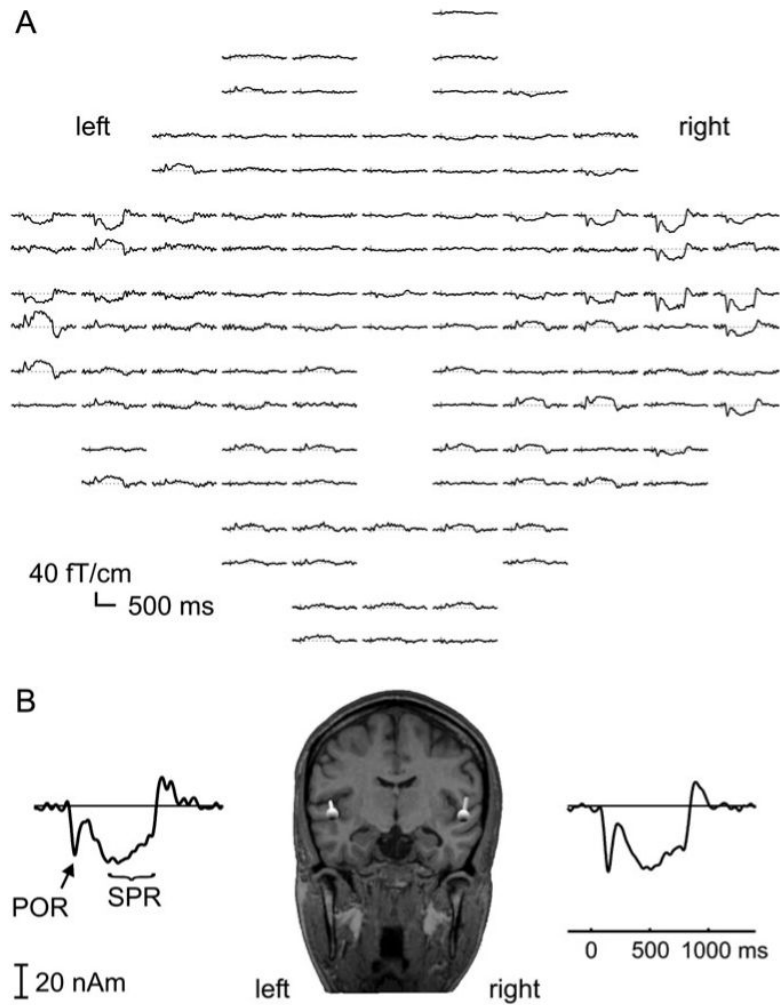 A
left
right
40 fT/cm
500 ms
B
POR
SPR
20 nAm
left
right
0 500 1000 ms